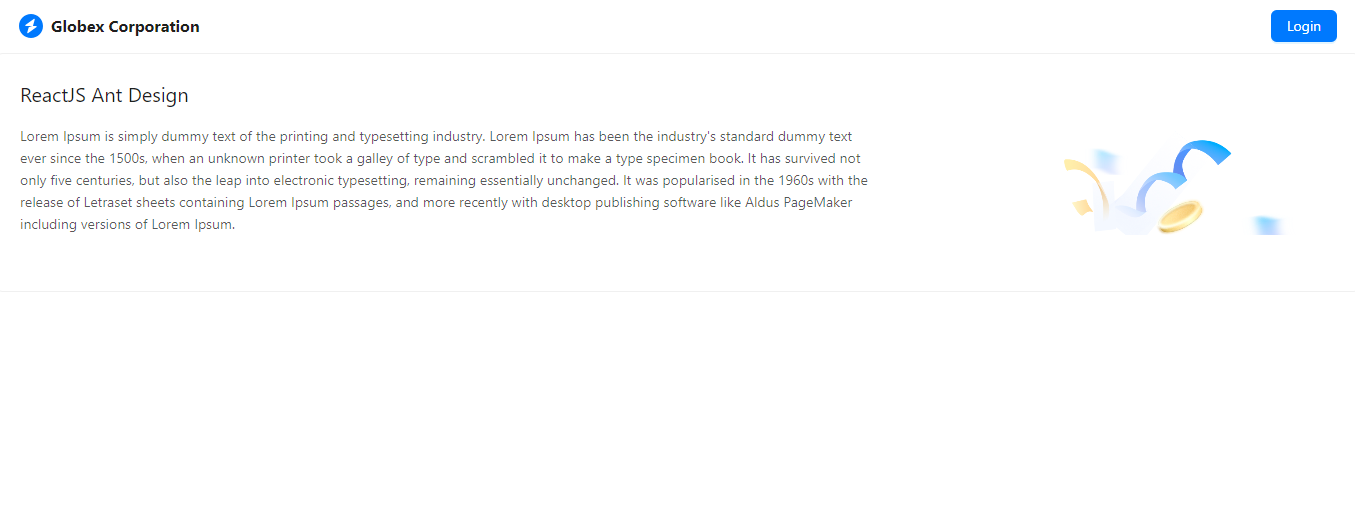 Globex Corporation
Login
ReactJS Ant Design
Lorem Ipsum is simply dummy text of the printing and typesetting industry. Lorem Ipsum has been the industry's standard dummy text
ever since the 1500s, when an unknown printer took a galley of type and scrambled it to make a type specimen book. It has survived not
only five centuries, but also the leap into electronic typesetting, remaining essentially unchanged. It was popularised in the 1960s with the
release of Letraset sheets containing Lorem Ipsum passages, and more recently with desktop publishing software like Aldus PageMaker
including versions of Lorem Ipsum.